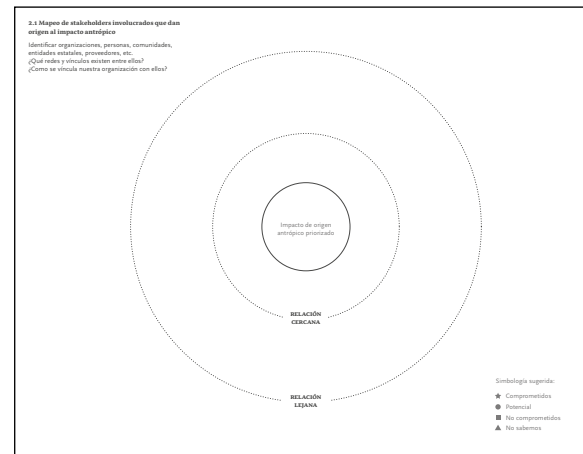 2.1 Mapeo de stakeholders involucrados que dan
origen al impacto antrópico
Identificar organizaciones, personas, comunidades,
entidades estatales, proveedores, etc.
¿Qué redes y vínculos existen entre ellos?
¿Como se vincula nuestra organización con ellos?
Impacto de origen
antrópico priorizado
RELACIÓN
CERCANA
RELACIÓN
LEJANA
Simbología sugerida:
Comprometidos
Potencial
No comprometidos
No sabemos